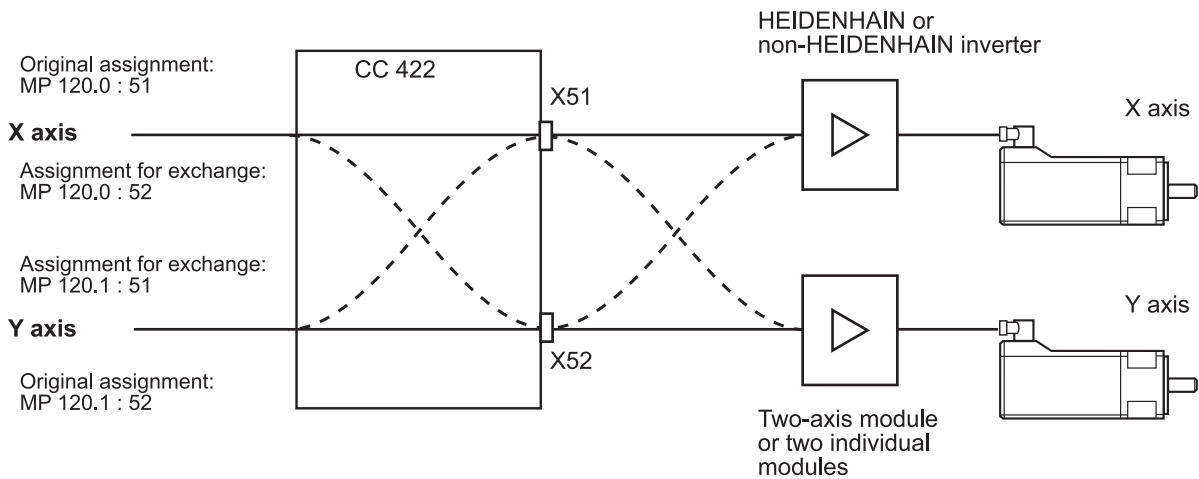 HEIDENHAIN or
non-HEIDENHAIN inverter
Original assignment:
MP 120.0 : 51
CC 422
X51
X axis
X axis
Assignment for exchange:
MP 120.0 : 52
Assignment for exchange:
MP 120.1 : 51
Y axis
Y axis
X52
Original assignment:
MP 120.1 : 52
Two-axis module
or two individual
modules